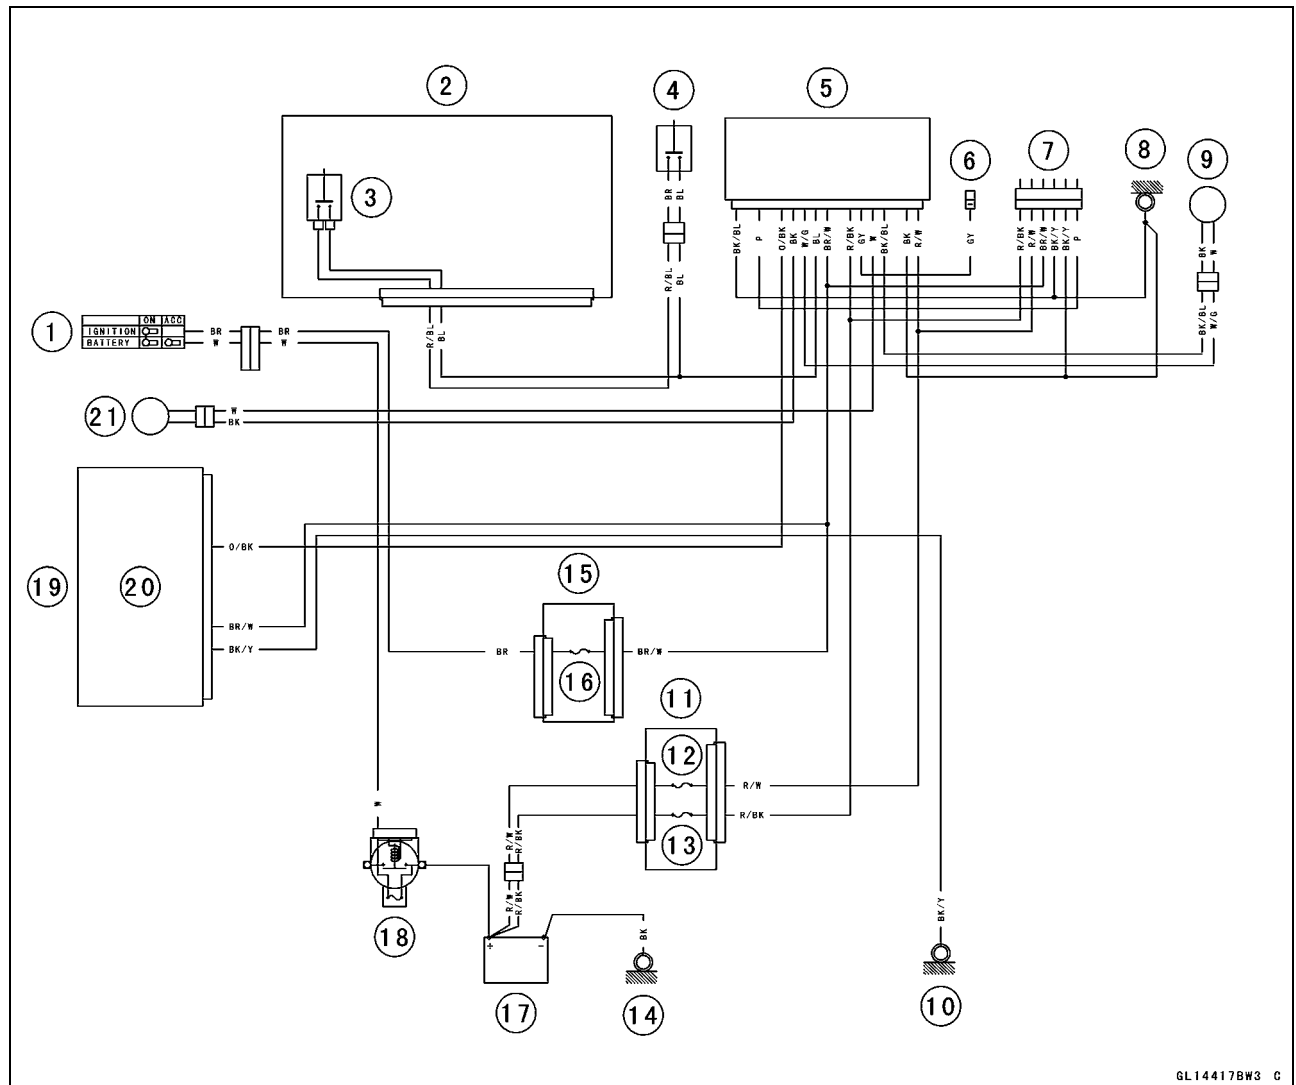 2
4
5
6
7
8
9
3
BR
BL
BK/BL
P
O/BK
BK
W/G
BL
BR/W
R/BK
GY
W
BK/BL
BK
R/W
GY
R/BK
R/W
BR/W
BK/Y
BK/Y
P
BK
W
R/BL
BL
BK/BL
W/G
1
ON ACC
IGNITION
BATTERY
BR
W
BR
W
R/BL
BL
21
W
BK
19
20
O/BK
BR/W
BK/Y
15
BR
16
BR/W
11
12
R/W
R/BK
13
W
R/W
R/BK
R/W
R/BK
18
+
-
17
BK
14
BK/Y
10
GL14417BW3 C